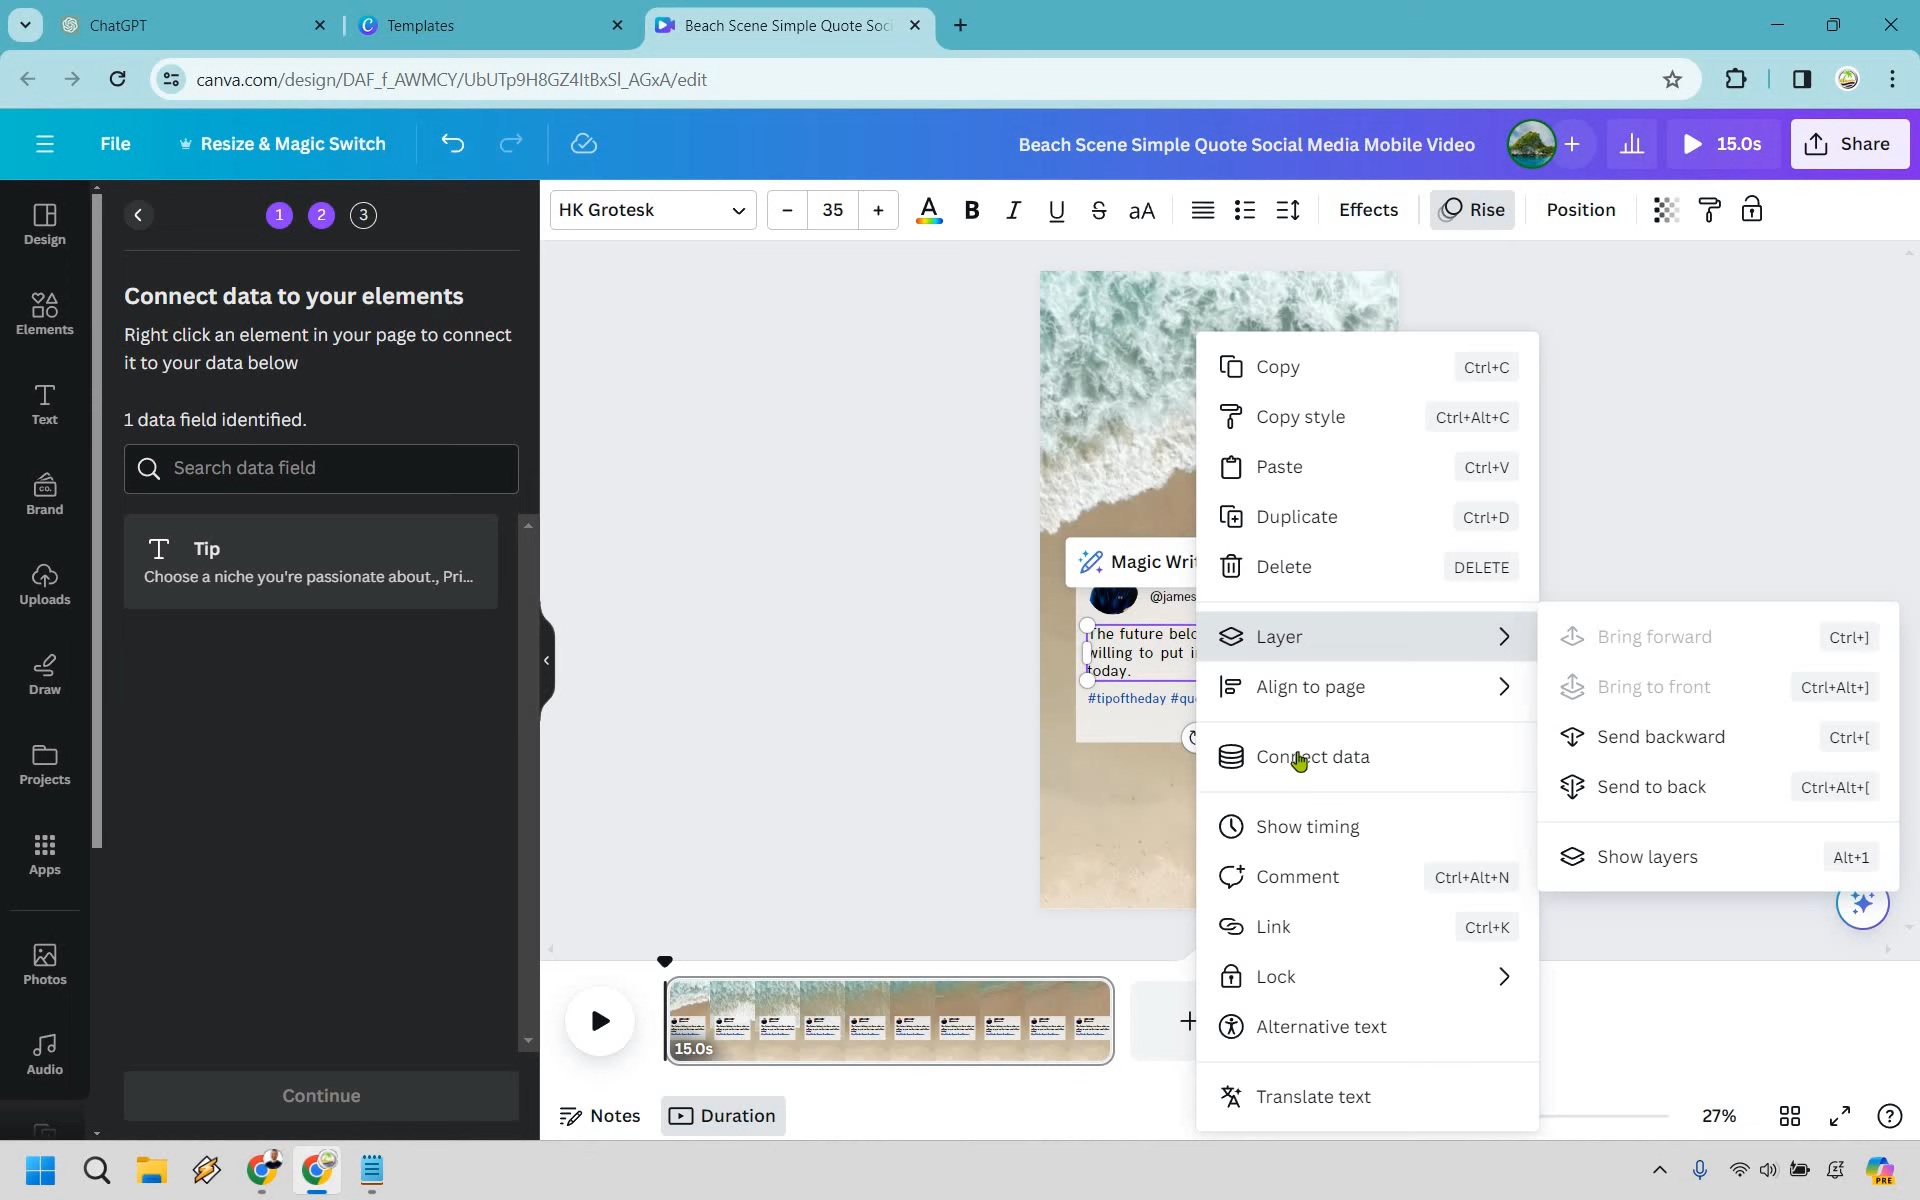 ChatGPT
Templates
Beach Scene Simple Quote Soc
canva.com/design/DAF_f_AWMCY/UbUTp9H8GZ4ItBxSl_AGxA/edit
File
Resize & Magic Switch
Beach Scene Simple Quote Social Media Mobile Video
15.0s
Share
HK Grotesk
35
B
aA
Effects
Rise
Position
Design
Elements
Text
Brand
Uploads
Draw
Projects
Apps
Photos
Audio
1
2
3
Connect data to your elements
Right click an element in your page to connect
it to your data below
1 data field identified.
Search data field
Tip
Choose a niche you're passionate about., Pri...
Continue
Magic Writ
@james
The future belo
willing to put i
today.
#tipoftheday #qu
Copy Ctrl+C
Copy style Ctrl+Alt+C
Paste Ctrl+V
Duplicate Ctrl+D
Delete DELETE
Layer
Align to page
Connect data
Show timing
Comment Ctrl+Alt+N
Link Ctrl+K
Lock
Alternative text
Translate text
Bring forward Ctrl+]
Bring to front Ctrl+Alt+]
Send backward Ctrl+[
Send to back Ctrl+Alt+[
Show layers Alt+1
15.0s
Notes
Duration
27%
PRE